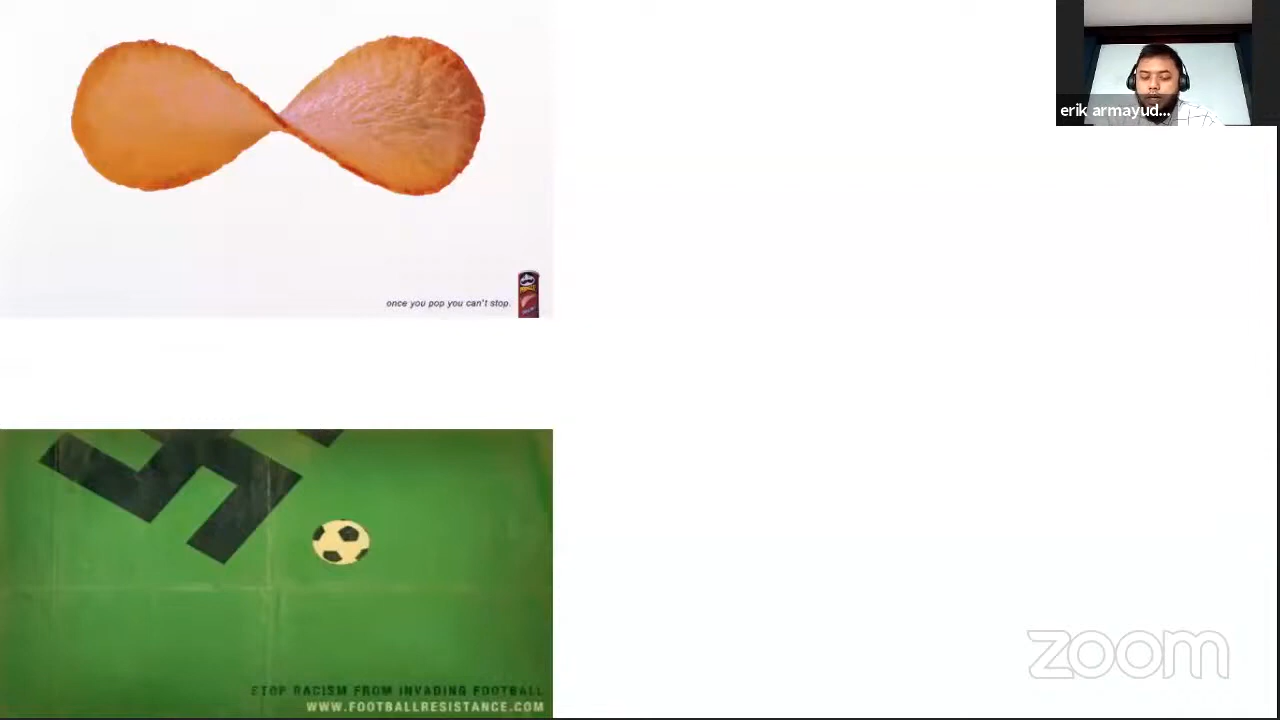 erik armayud...
once you pop you can't stop.
STOP RACISM FROM INVADING FOOTBALL
WWW.FOOTBALLRESISTANCE.COM
zoom